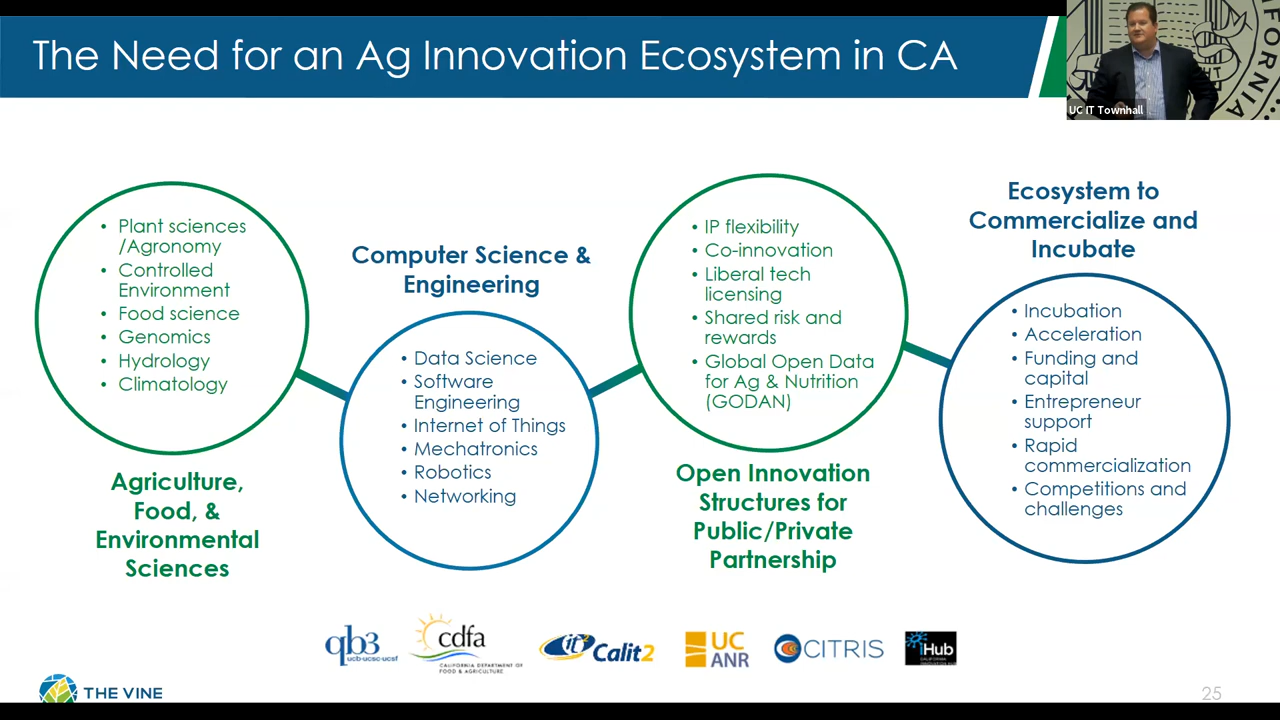 The Need for an Ag Innovation Ecosystem in CA
UC IT Townhall
• Plant sciences
/Agronomy
• Controlled
Environment
• Food science
• Genomics
• Hydrology
• Climatology
Agriculture,
Food, &
Environmental
Sciences
Computer Science &
Engineering
• Data Science
• Software
Engineering
• Internet of Things
• Mechatronics
• Robotics
• Networking
• IP flexibility
• Co-innovation
• Liberal tech
licensing
• Shared risk and
rewards
• Global Open Data
for Ag & Nutrition
(GODAN)
Open Innovation
Structures for
Public/Private
Partnership
Ecosystem to
Commercialize and
Incubate
• Incubation
• Acceleration
• Funding and
capital
• Entrepreneur
support
• Rapid
commercialization
• Competitions and
challenges
qb3
ucb·ucsc·ucsf
cdfa
CALIFORNIA DEPARTMENT OF
FOOD & AGRICULTURE
it2 Calit2
UC
ANR
CITRIS
iHub
CALIFORNIA
INNOVATION HUB
THE VINE
25